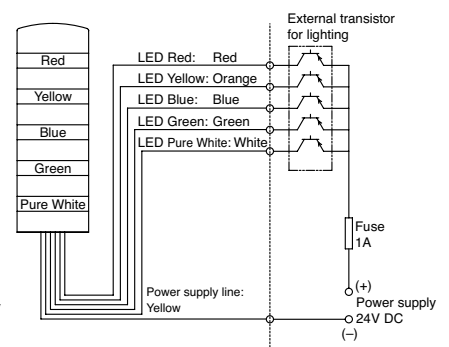 External transistor
for lighting
Red
Yellow
Blue
Green
Pure White
LED Red: Red
LED Yellow: Orange
LED Blue: Blue
LED Green: Green
LED Pure White: White
Fuse
1A
(+)
Power supply
24V DC
(−)
Power supply line:
Yellow